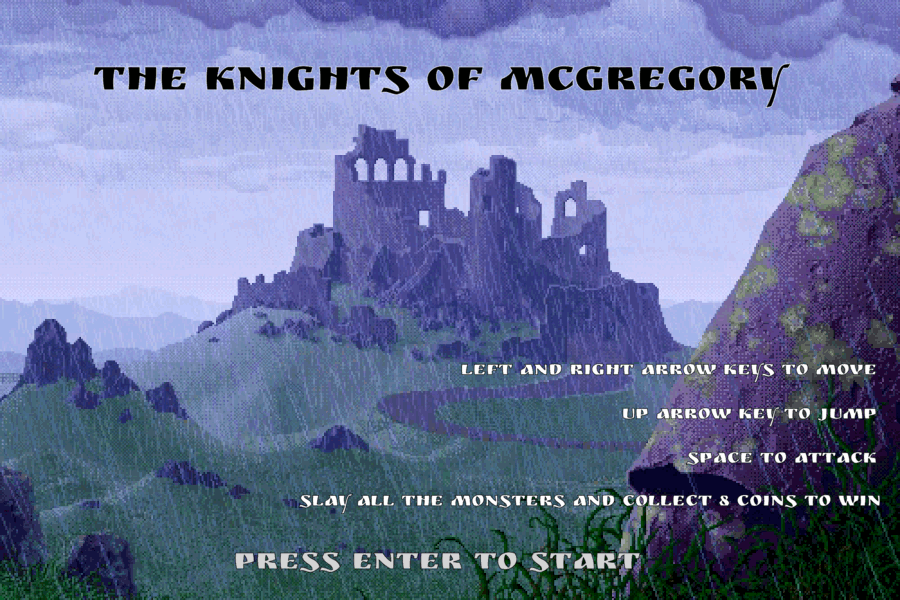 THE KNIGHTS OF MCGREGORY
LEFT AND RIGHT ARROW KEYS TO MOVE
UP ARROW KEY TO JUMP
SPACE TO ATTACK
SLAY ALL THE MONSTERS AND COLLECT 8 COINS TO WIN
PRESS ENTER TO START